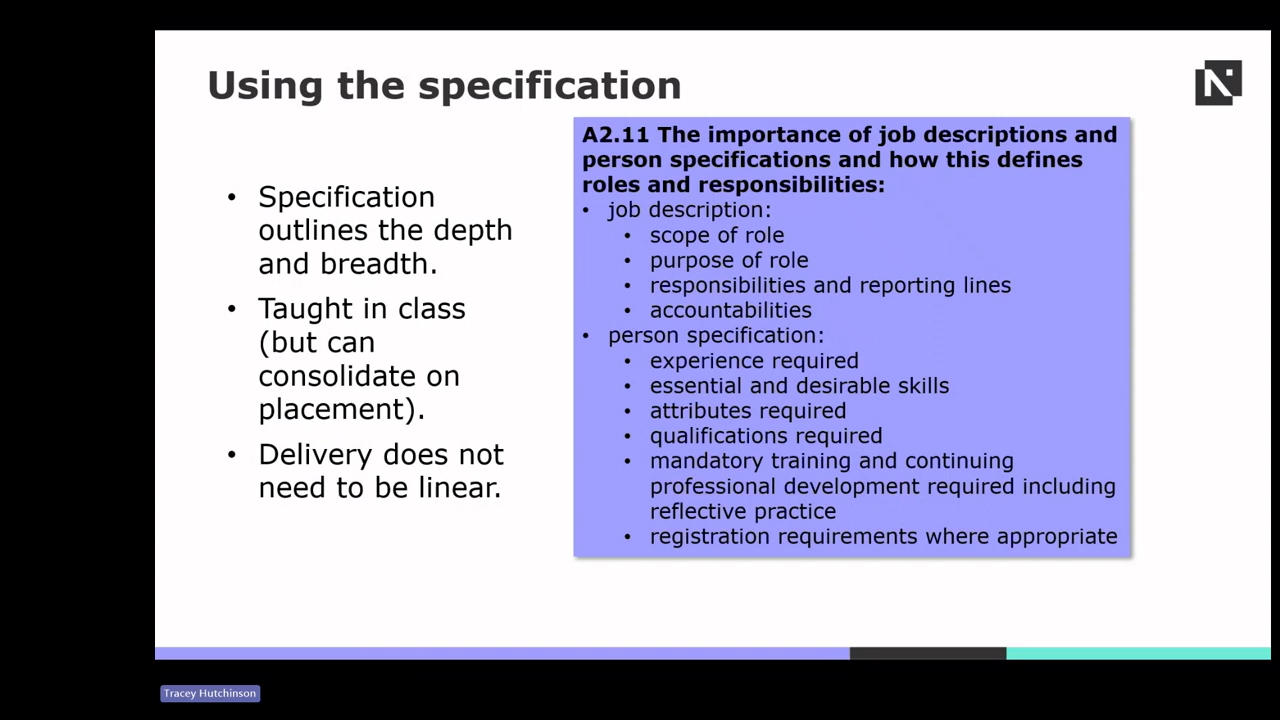 Using the specification
• Specification
outlines the depth
and breadth.
• Taught in class
(but can
consolidate on
placement).
• Delivery does not
need to be linear.
A2.11 The importance of job descriptions and
person specifications and how this defines
roles and responsibilities:
• job description:
• scope of role
• purpose of role
• responsibilities and reporting lines
• accountabilities
• person specification:
• experience required
• essential and desirable skills
• attributes required
• qualifications required
• mandatory training and continuing
professional development required including
reflective practice
• registration requirements where appropriate
N
Tracey Hutchinson